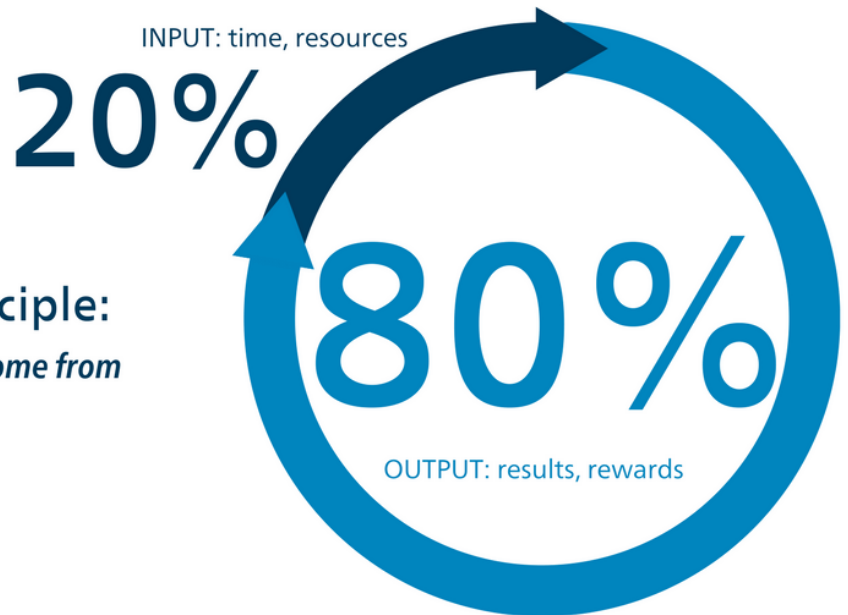 INPUT: time, resources
20%
ciple:
ome from
80%
OUTPUT: results, rewards